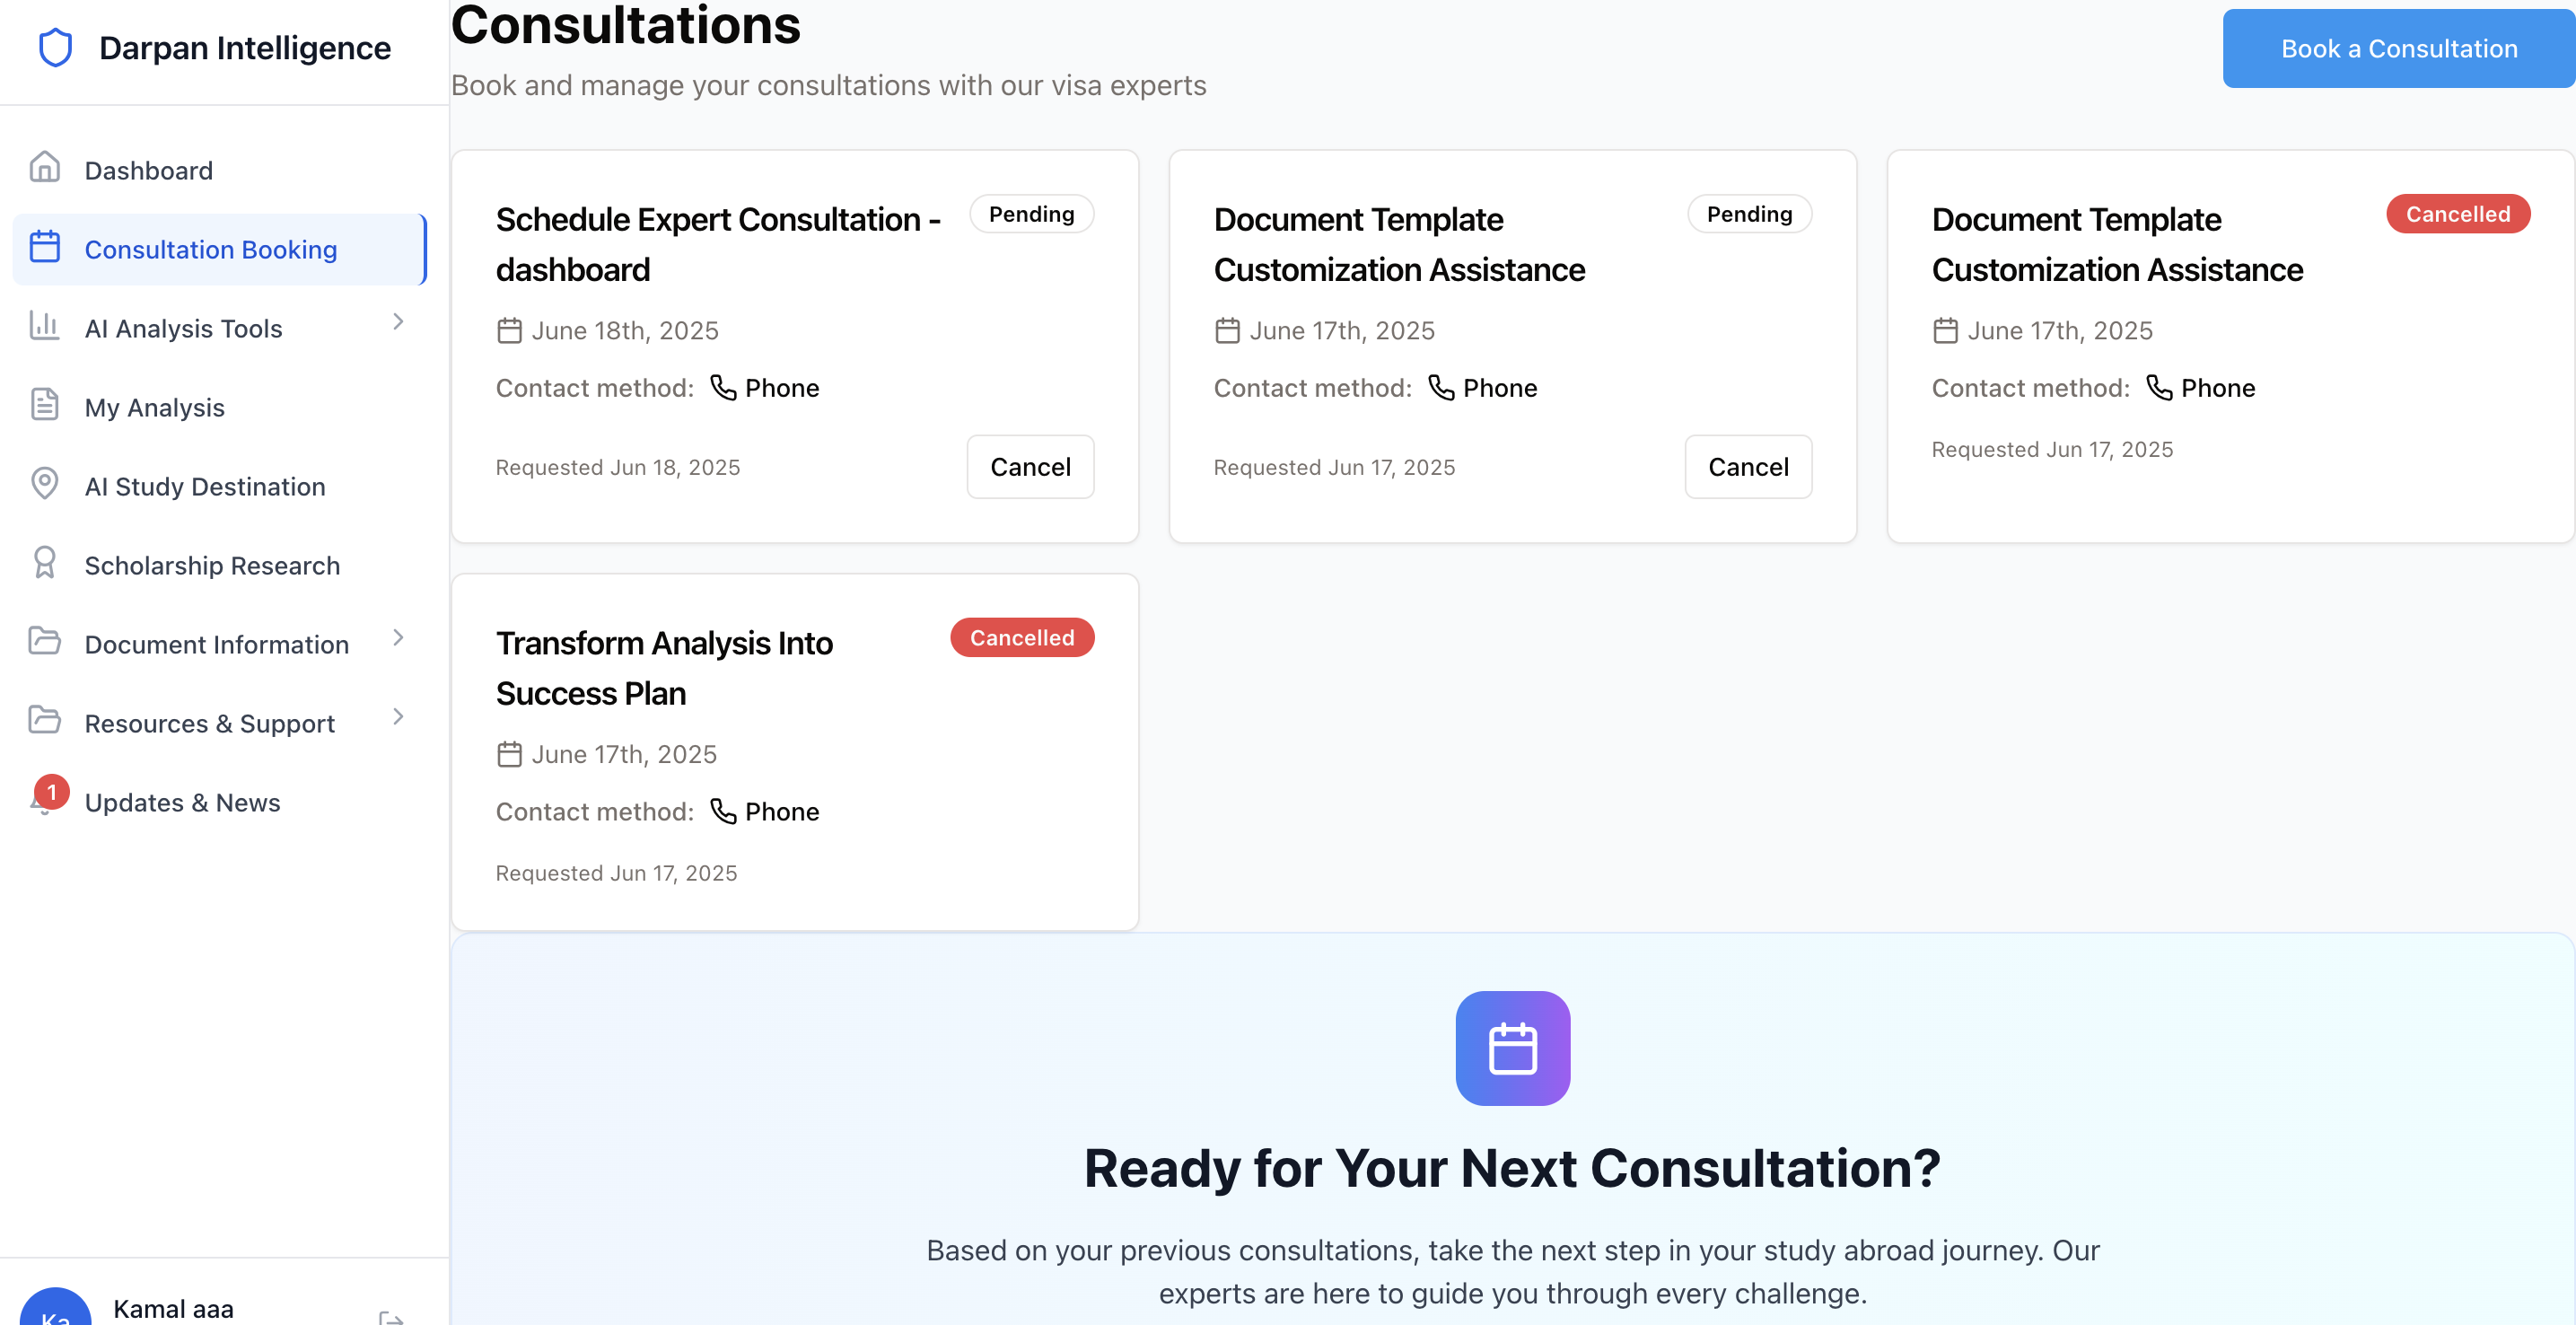 Darpan Intelligence
Dashboard
Consultation Booking
AI Analysis Tools
My Analysis
AI Study Destination
Scholarship Research
Document Information
Resources & Support
1
Updates & News
Ka
Kamal aaa
Consultations
Book and manage your consultations with our visa experts
Book a Consultation
Schedule Expert Consultation -
dashboard
Pending
June 18th, 2025
Contact method: Phone
Requested Jun 18, 2025
Cancel
Document Template
Customization Assistance
Pending
June 17th, 2025
Contact method: Phone
Requested Jun 17, 2025
Cancel
Document Template
Customization Assistance
Cancelled
June 17th, 2025
Contact method: Phone
Requested Jun 17, 2025
Transform Analysis Into
Success Plan
Cancelled
June 17th, 2025
Contact method: Phone
Requested Jun 17, 2025
Ready for Your Next Consultation?
Based on your previous consultations, take the next step in your study abroad journey. Our
experts are here to guide you through every challenge.